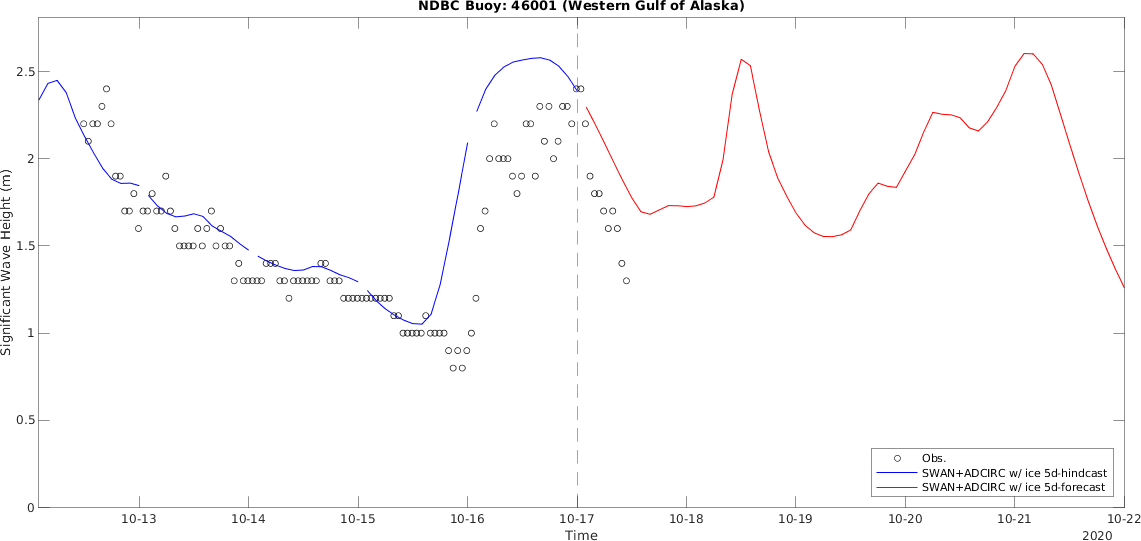 NDBC Buoy: 46001 (Western Gulf of Alaska)
Significant Wave Height (m)
2.5
2
1.5
1
0.5
0
Obs.
SWAN+ADCIRC w/ ice 5d-hindcast
SWAN+ADCIRC w/ ice 5d-forecast
10-13 10-14 10-15 10-16 10-17 10-18 10-19 10-20 10-21 10-22
Time
2020